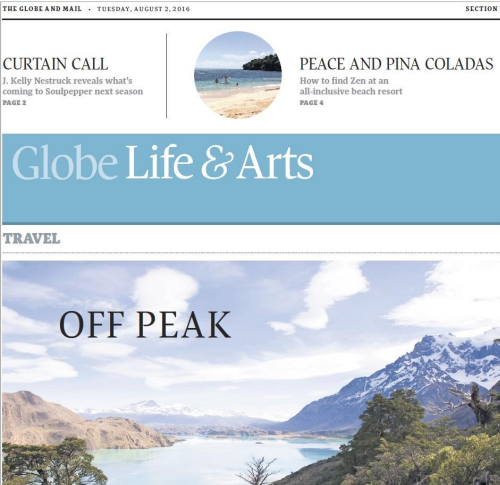 THE GLOBE AND MAIL • TUESDAY, AUGUST 2, 2016 SECTION
CURTAIN CALL
J. Kelly Nestruck reveals what's
coming to Soulpepper next season
PAGE 2
PEACE AND PINA COLADAS
How to find Zen at an
all-inclusive beach resort
PAGE 4
Globe Life & Arts
TRAVEL
OFF PEAK